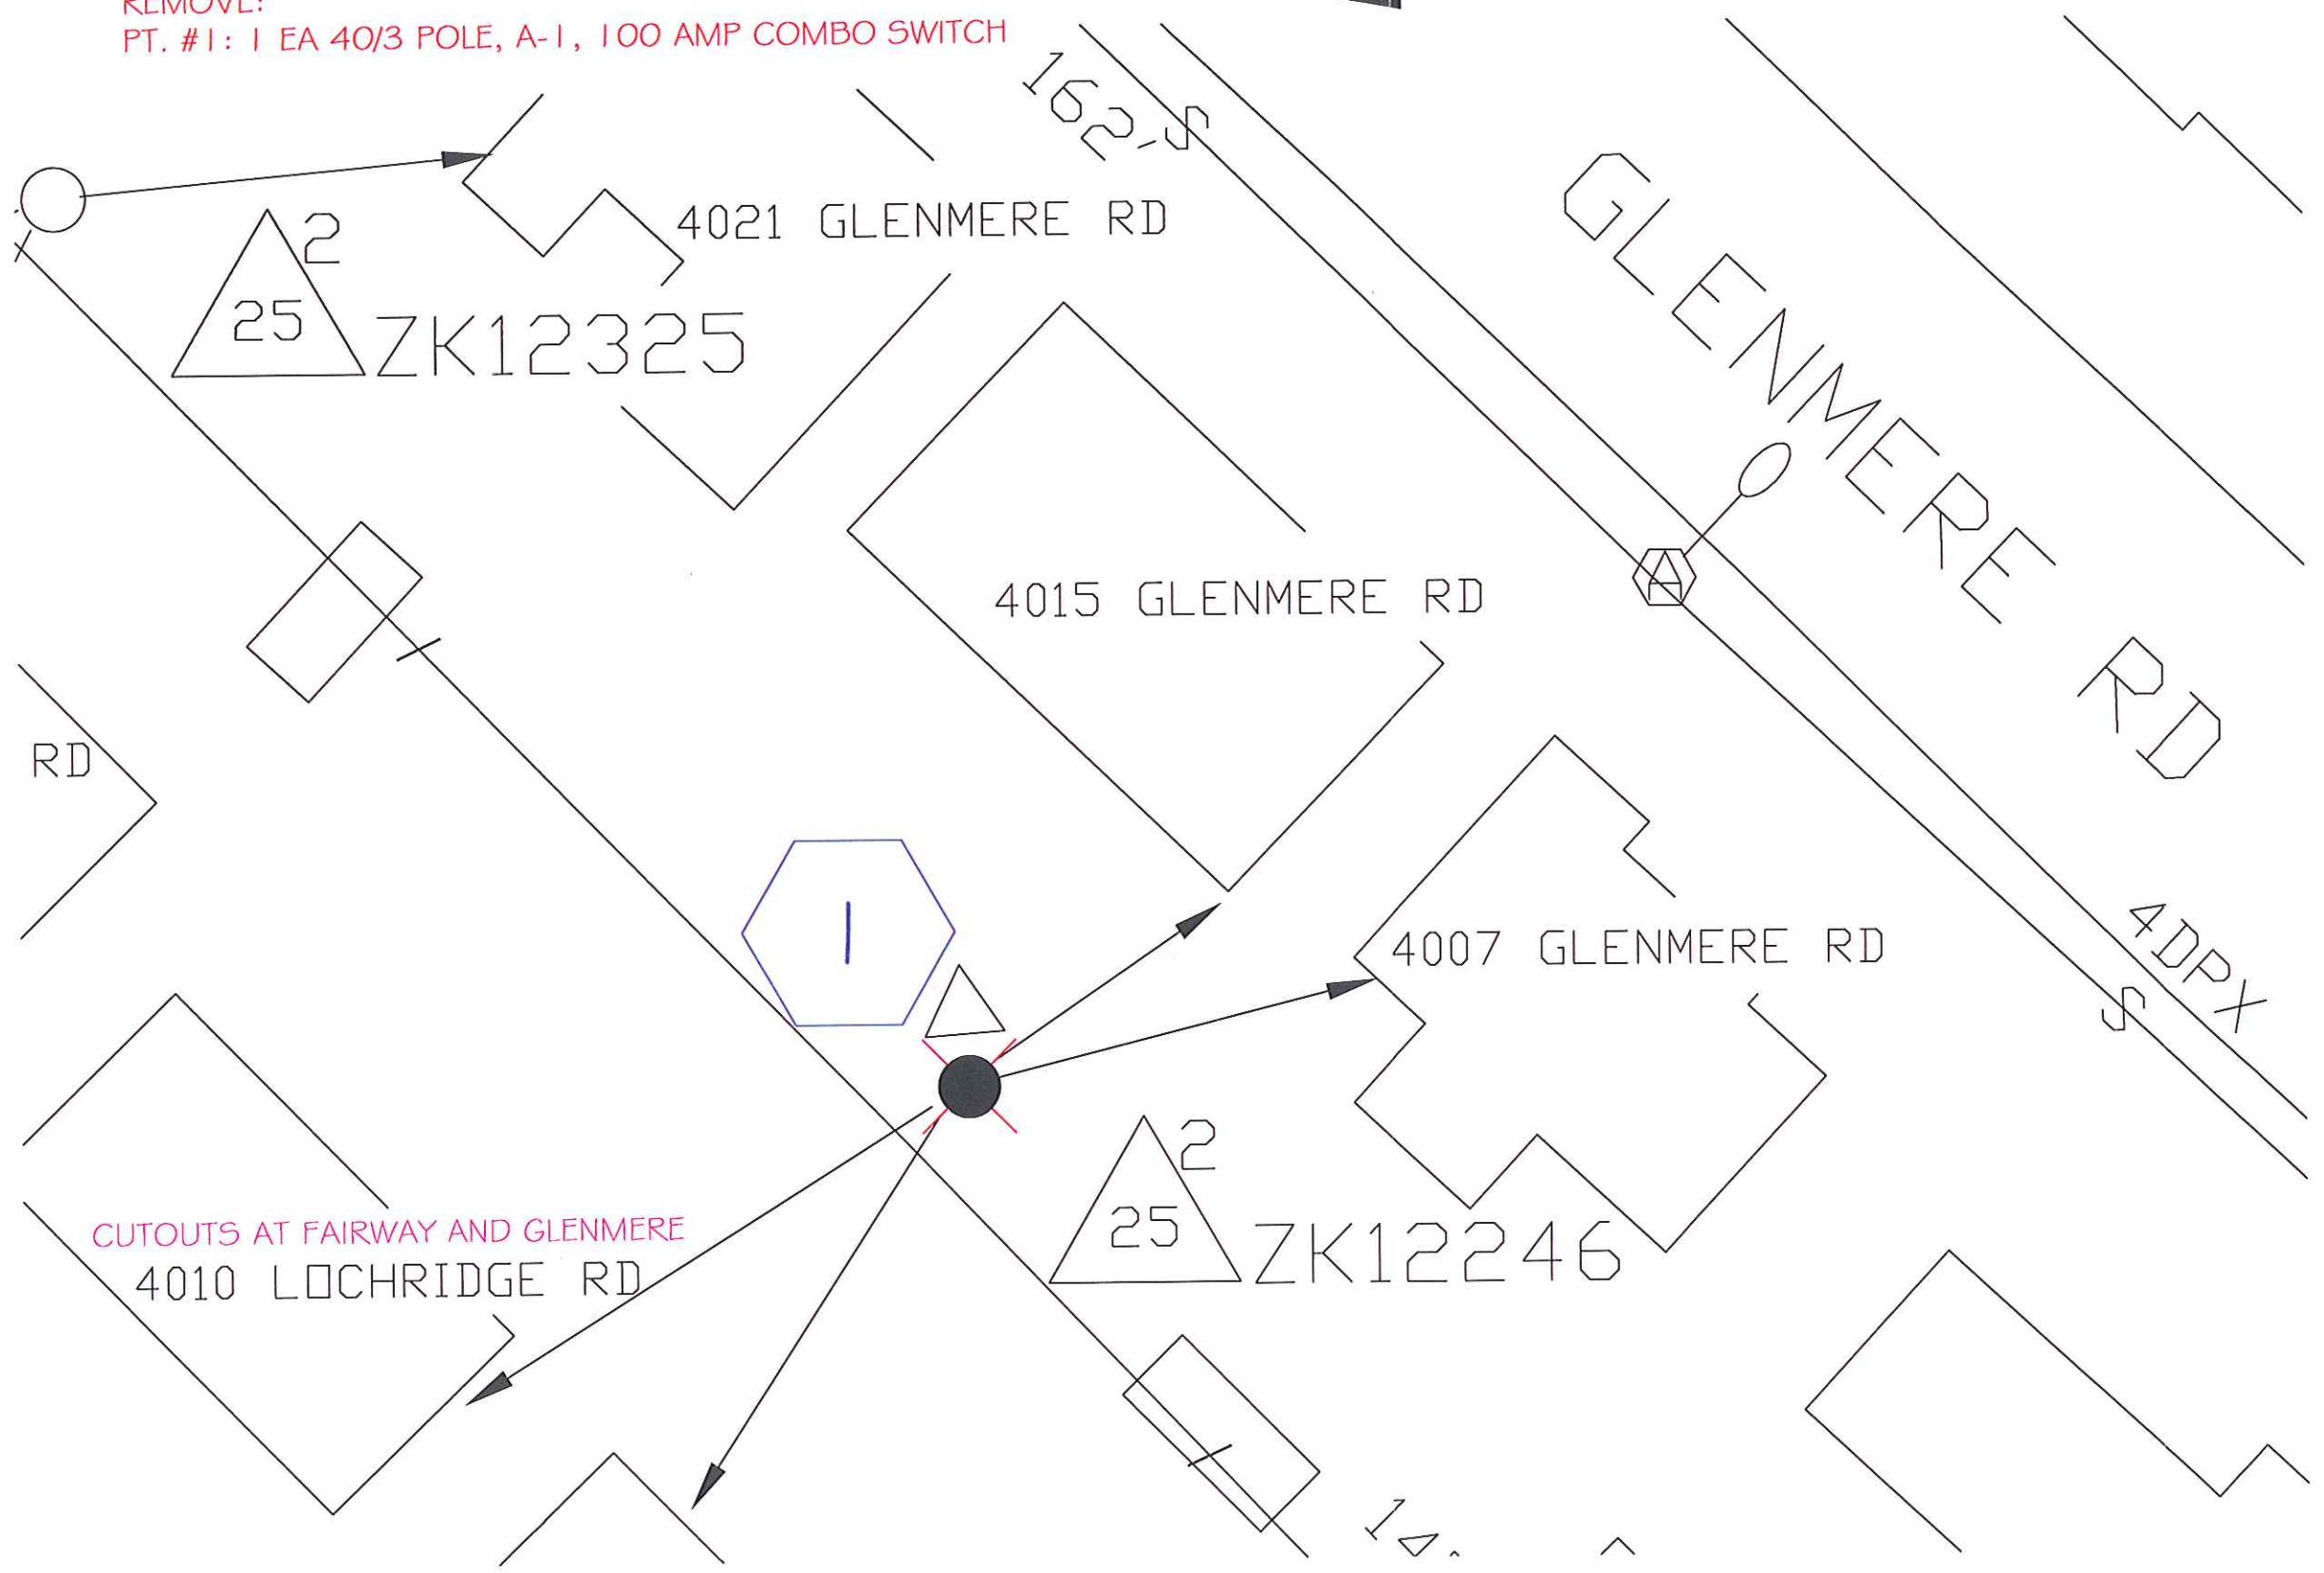 REMOVE:
PT. #1: 1 EA 40/3 POLE, A-1, 100 AMP COMBO SWITCH
162'
S
GLENMERE RD
4021 GLENMERE RD
2
25
ZK12325
4015 GLENMERE RD
RD
1
4007 GLENMERE RD
4DPX
S
2
25
ZK12246
CUTOUTS AT FAIRWAY AND GLENMERE
4010 LOCHRIDGE RD